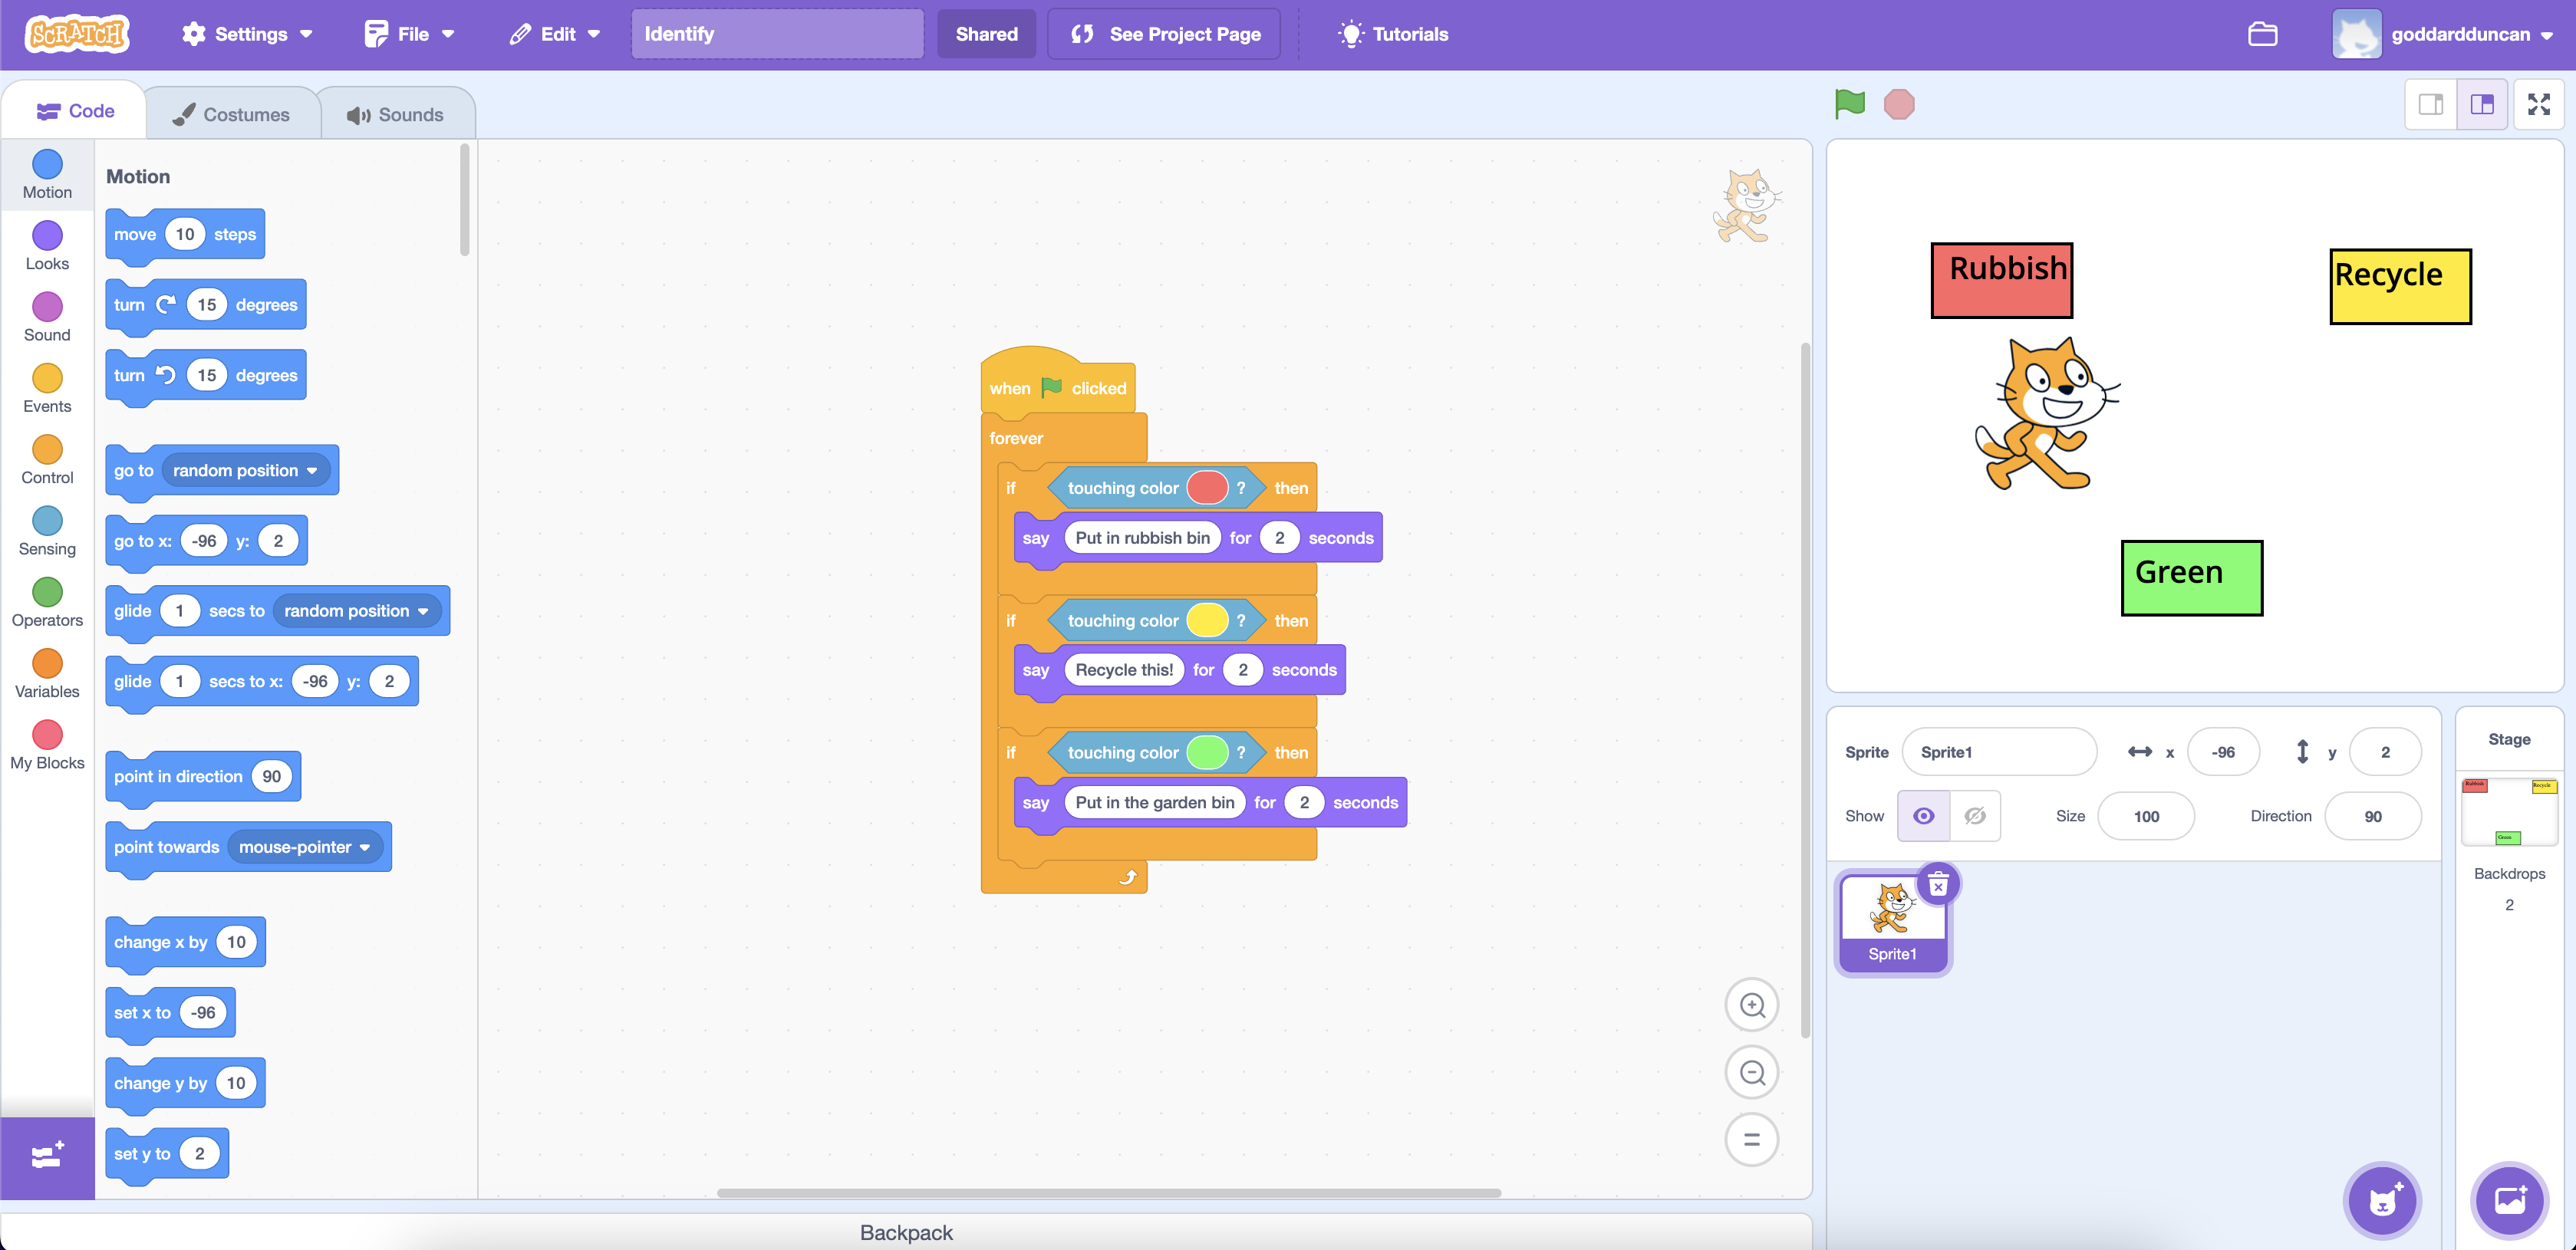 SCRATCH Settings File Edit Identify Shared See Project Page Tutorials goddardduncan
Code Costumes Sounds
Motion
Looks
Sound
Events
Control
Sensing
Operators
Variables
My Blocks
Motion
move 10 steps
turn 15 degrees
turn 15 degrees
go to random position
go to x: -96 y: 2
glide 1 secs to random position
glide 1 secs to x: -96 y: 2
point in direction 90
point towards mouse-pointer
change x by 10
set x to -96
change y by 10
set y to 2
when clicked
forever
if touching color ? then
say Put in rubbish bin for 2 seconds
if touching color ? then
say Recycle this! for 2 seconds
if touching color ? then
say Put in the garden bin for 2 seconds
Backpack
Rubbish
Recycle
Green
Sprite Sprite1 x -96 y 2
Show Size 100 Direction 90
Sprite1
Stage
Rubbish
Recycle
Green
Backdrops
2